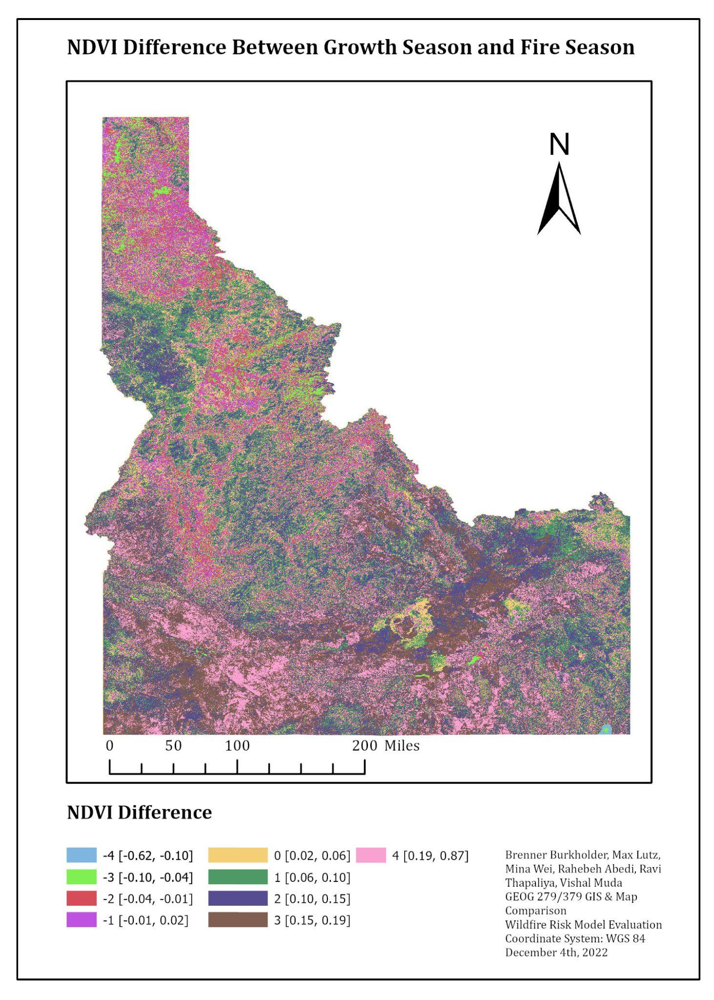 NDVI Difference Between Growth Season and Fire Season
N
0 50 100 200 Miles
NDVI Difference
-4 [-0.62, -0.10]
-3 [-0.10, -0.04]
-2 [-0.04, -0.01]
-1 [-0.01, 0.02]
0 [0.02, 0.06]
1 [0.06, 0.10]
2 [0.10, 0.15]
3 [0.15, 0.19]
4 [0.19, 0.87]
Brenner Burkholder, Max Lutz,
Mina Wei, Rahebeh Abedi, Ravi
Thapaliya, Vishal Muda
GEOG 279/379 GIS & Map
Comparison
Wildfire Risk Model Evaluation
Coordinate System: WGS 84
December 4th, 2022